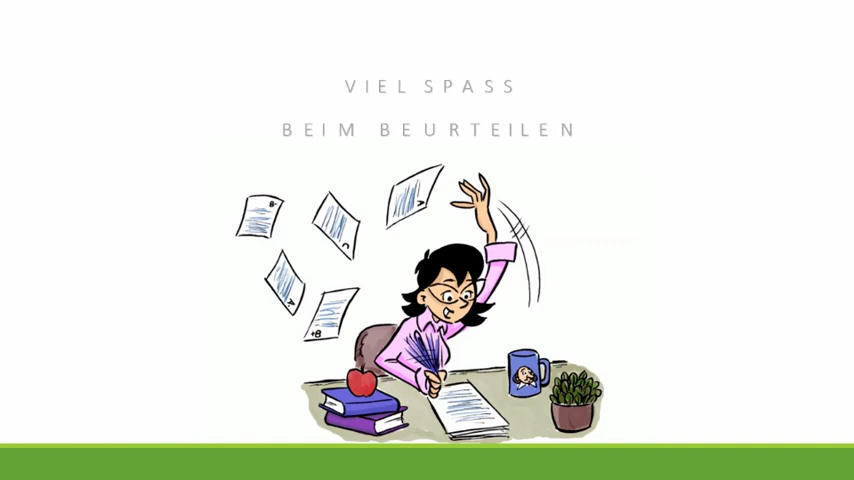 VIEL SPASS
BEIM BEURTEILEN
B-
C
A
A-
B+